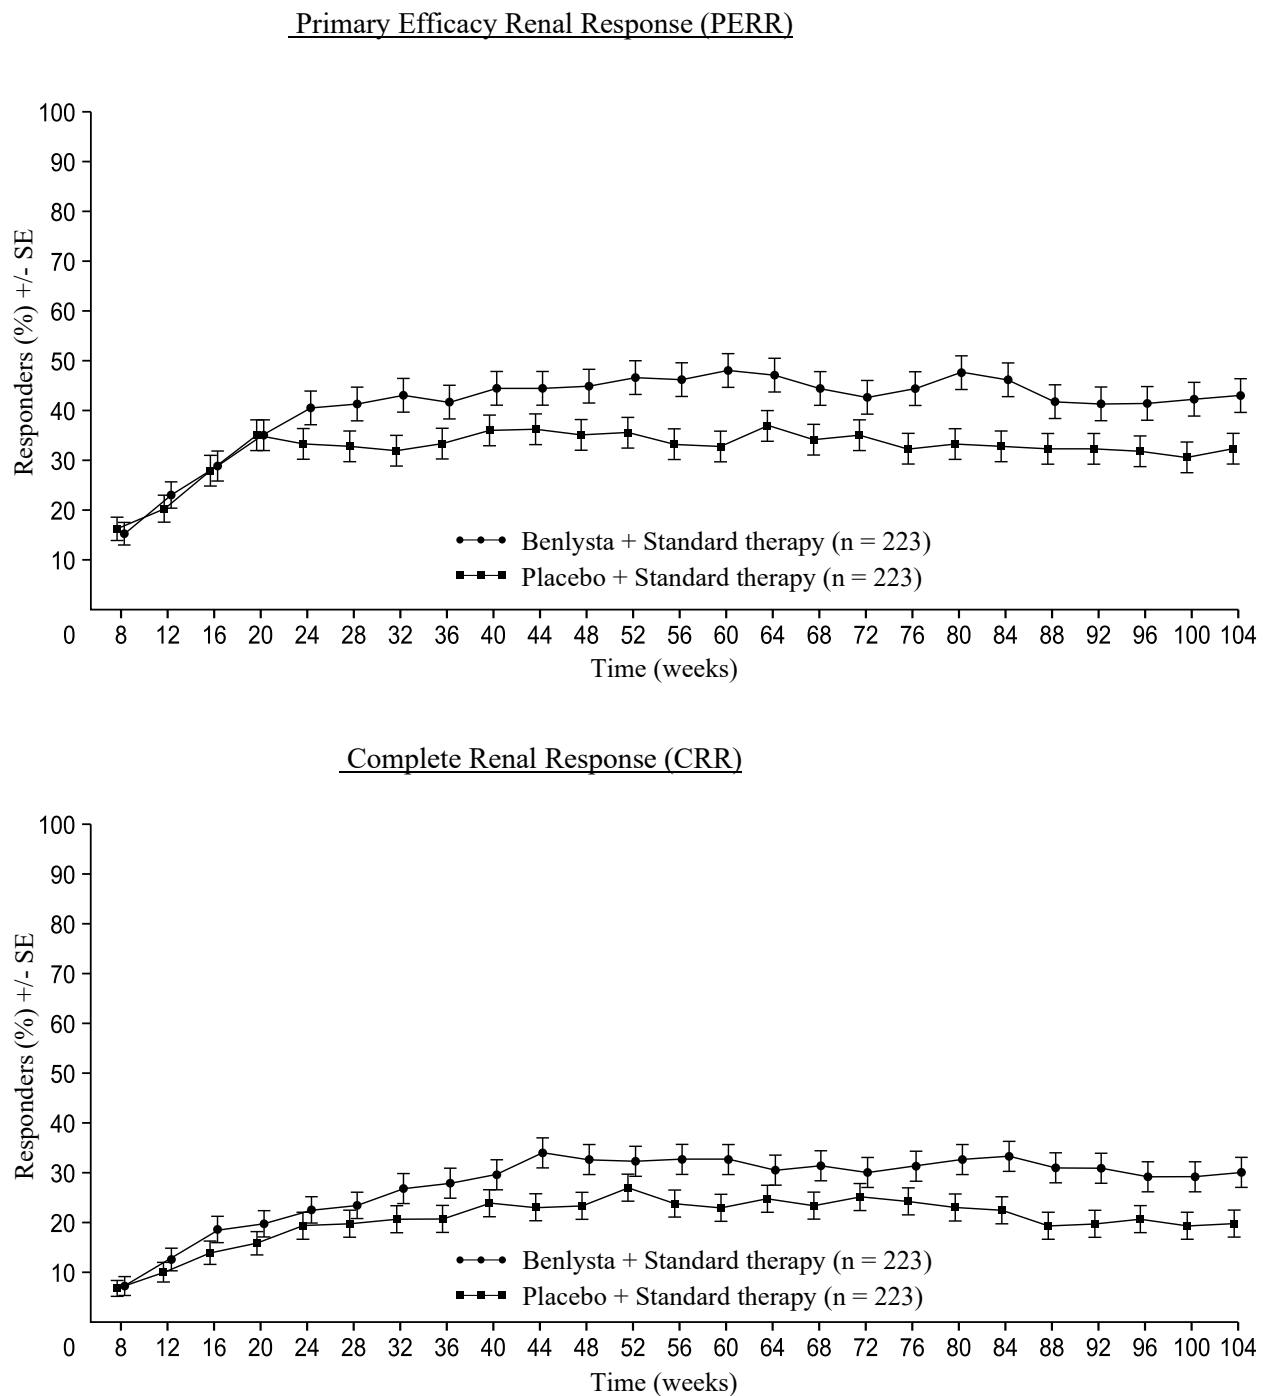 Primary Efficacy Renal Response (PERR)
100
90
80
70
60
50
40
30
20
10
0
Responders (%) +/- SE
Benlysta + Standard therapy (n = 223)
Placebo + Standard therapy (n = 223)
8 12 16 20 24 28 32 36 40 44 48 52 56 60 64 68 72 76 80 84 88 92 96 100 104
Time (weeks)
Complete Renal Response (CRR)
100
90
80
70
60
50
40
30
20
10
0
Responders (%) +/- SE
Benlysta + Standard therapy (n = 223)
Placebo + Standard therapy (n = 223)
8 12 16 20 24 28 32 36 40 44 48 52 56 60 64 68 72 76 80 84 88 92 96 100 104
Time (weeks)